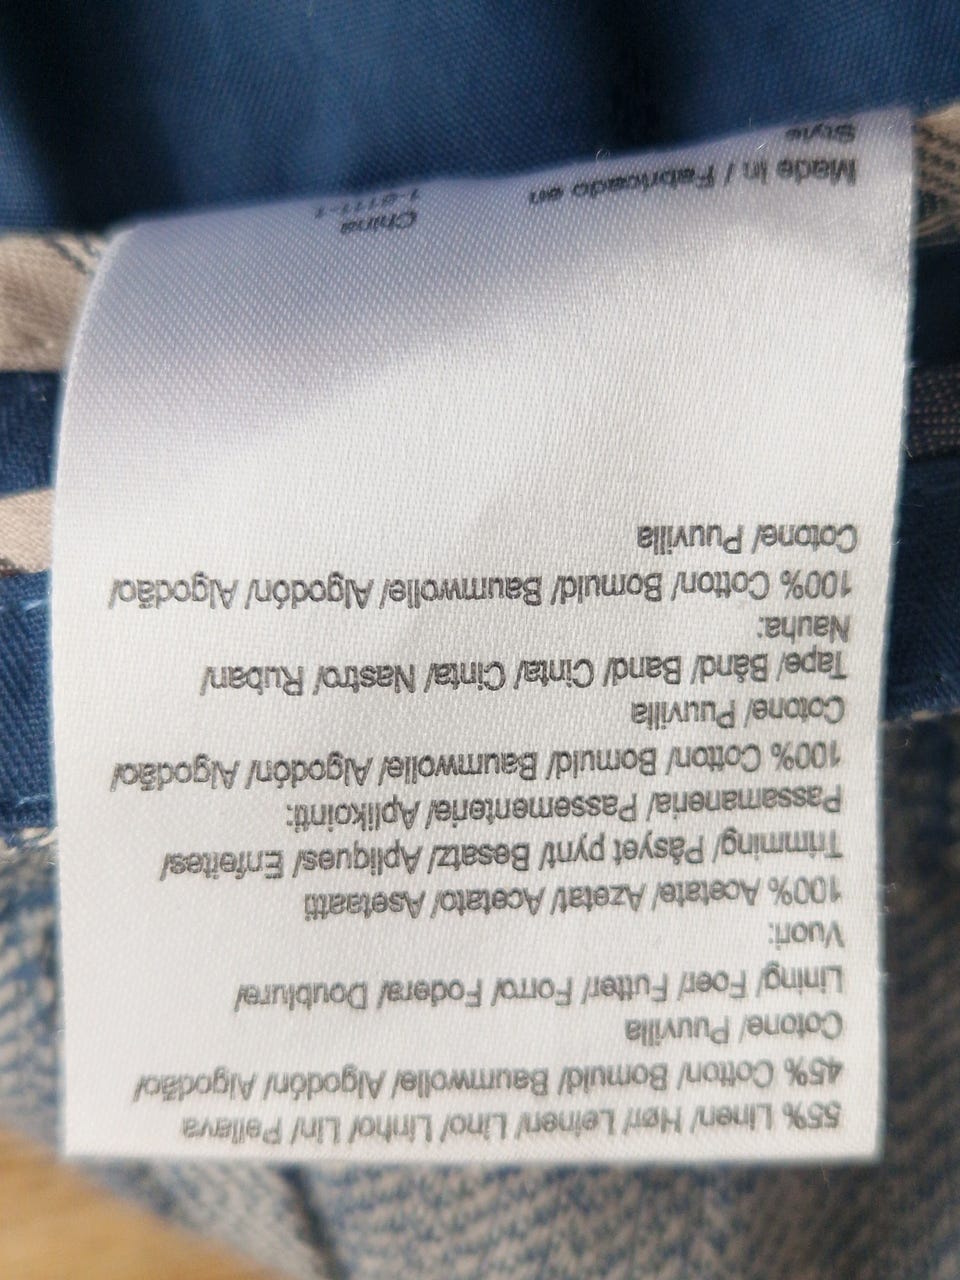 55% Linen/ Hør/ Leinen/ Lino/ Linho/ Lin/ Pellava
45% Cotton/ Bomuld/ Baumwolle/ Algodón/ Algodão/
Cotone/ Puuvilla
Lining/ Foer/ Futter/ Forro/ Fodera/ Doublure/
Vuori:
100% Acetate/ Azetat/ Acetato/ Asetaatti
Trimming/ Påsyet pynt/ Besatz/ Apliques/ Enfeites/
Passamaneria/ Passementerie/ Aplikointi:
100% Cotton/ Bomuld/ Baumwolle/ Algodón/ Algodão/
Cotone/ Puuvilla
Tape/ Bånd/ Band/ Cinta/ Cinta/ Nastro/ Ruban/
Nauha:
100% Cotton/ Bomuld/ Baumwolle/ Algodón/ Algodão/
Cotone/ Puuvilla
Made in / Fabricado en China
Style